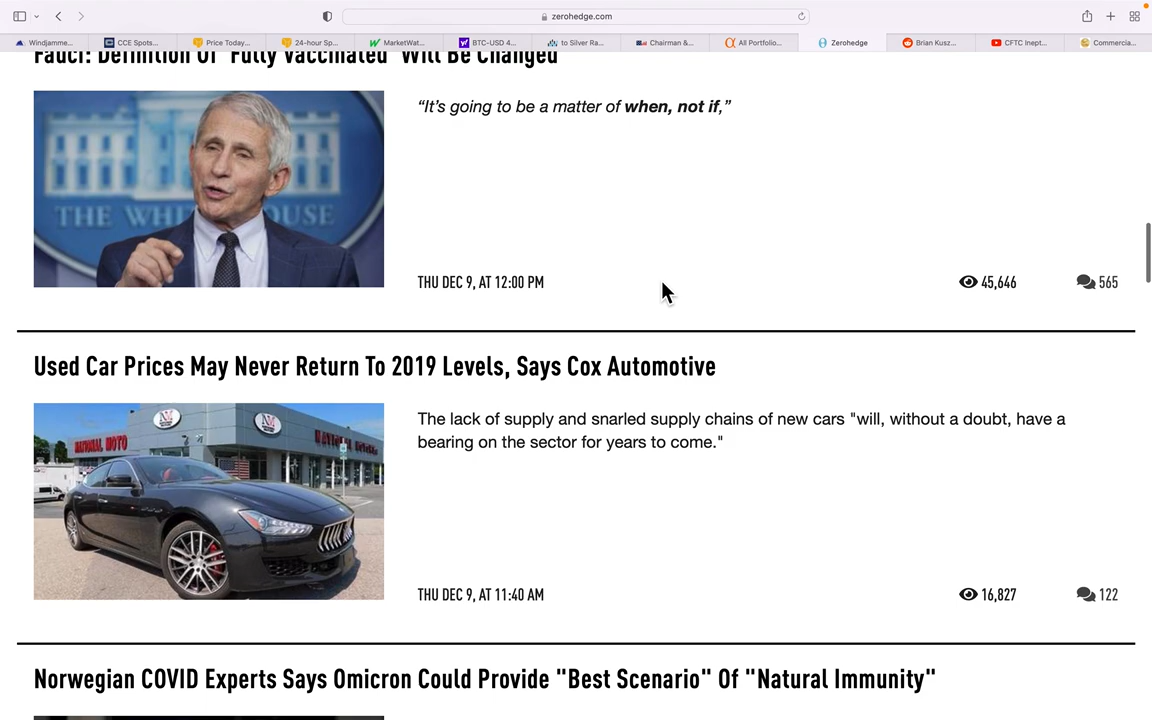 zerohedge.com
Windjamme...
CCE Spots...
Price Today...
24-hour Sp...
MarketWat...
BTC-USD 4...
to Silver Ra...
Chairman &...
All Portfolio...
Zerohedge
Brian Kusz...
CFTC Inept...
Commercia...
Fauci: Definition Of "Fully Vaccinated" Will Be Changed
“It’s going to be a matter of when, not if,”
THE WHITE HOUSE
THU DEC 9, AT 12:00 PM
45,646
565
Used Car Prices May Never Return To 2019 Levels, Says Cox Automotive
The lack of supply and snarled supply chains of new cars "will, without a doubt, have a
bearing on the sector for years to come."
NATIONAL MOTO
THU DEC 9, AT 11:40 AM
16,827
122
Norwegian COVID Experts Says Omicron Could Provide "Best Scenario" Of "Natural Immunity"